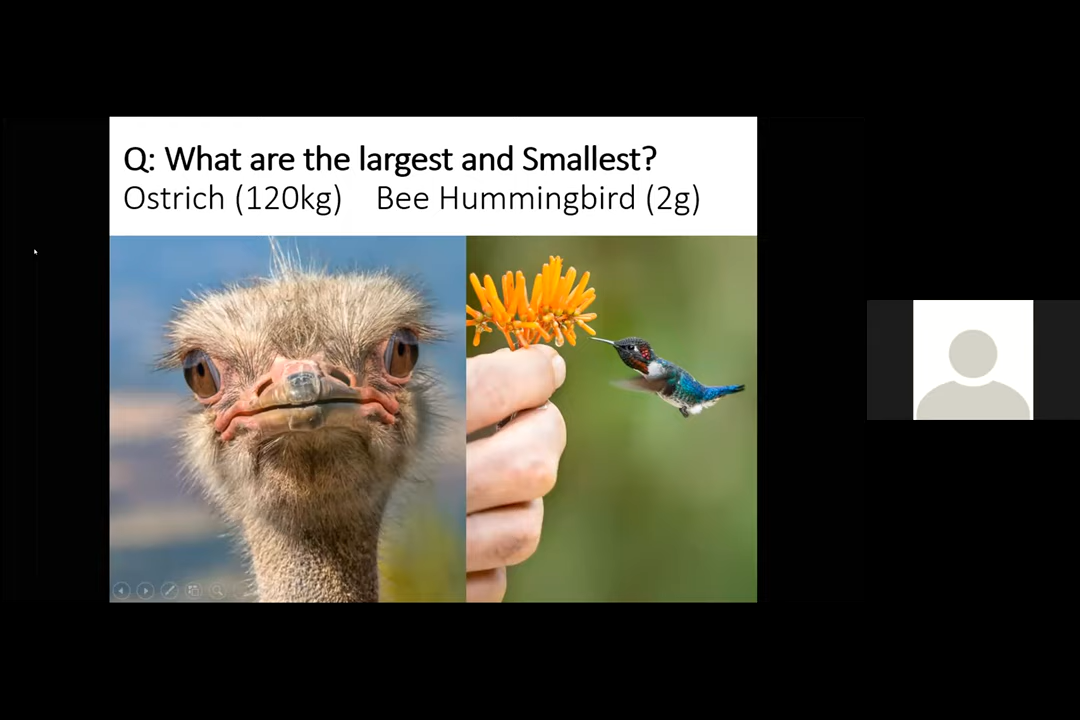 Q: What are the largest and Smallest?
Ostrich (120kg) Bee Hummingbird (2g)